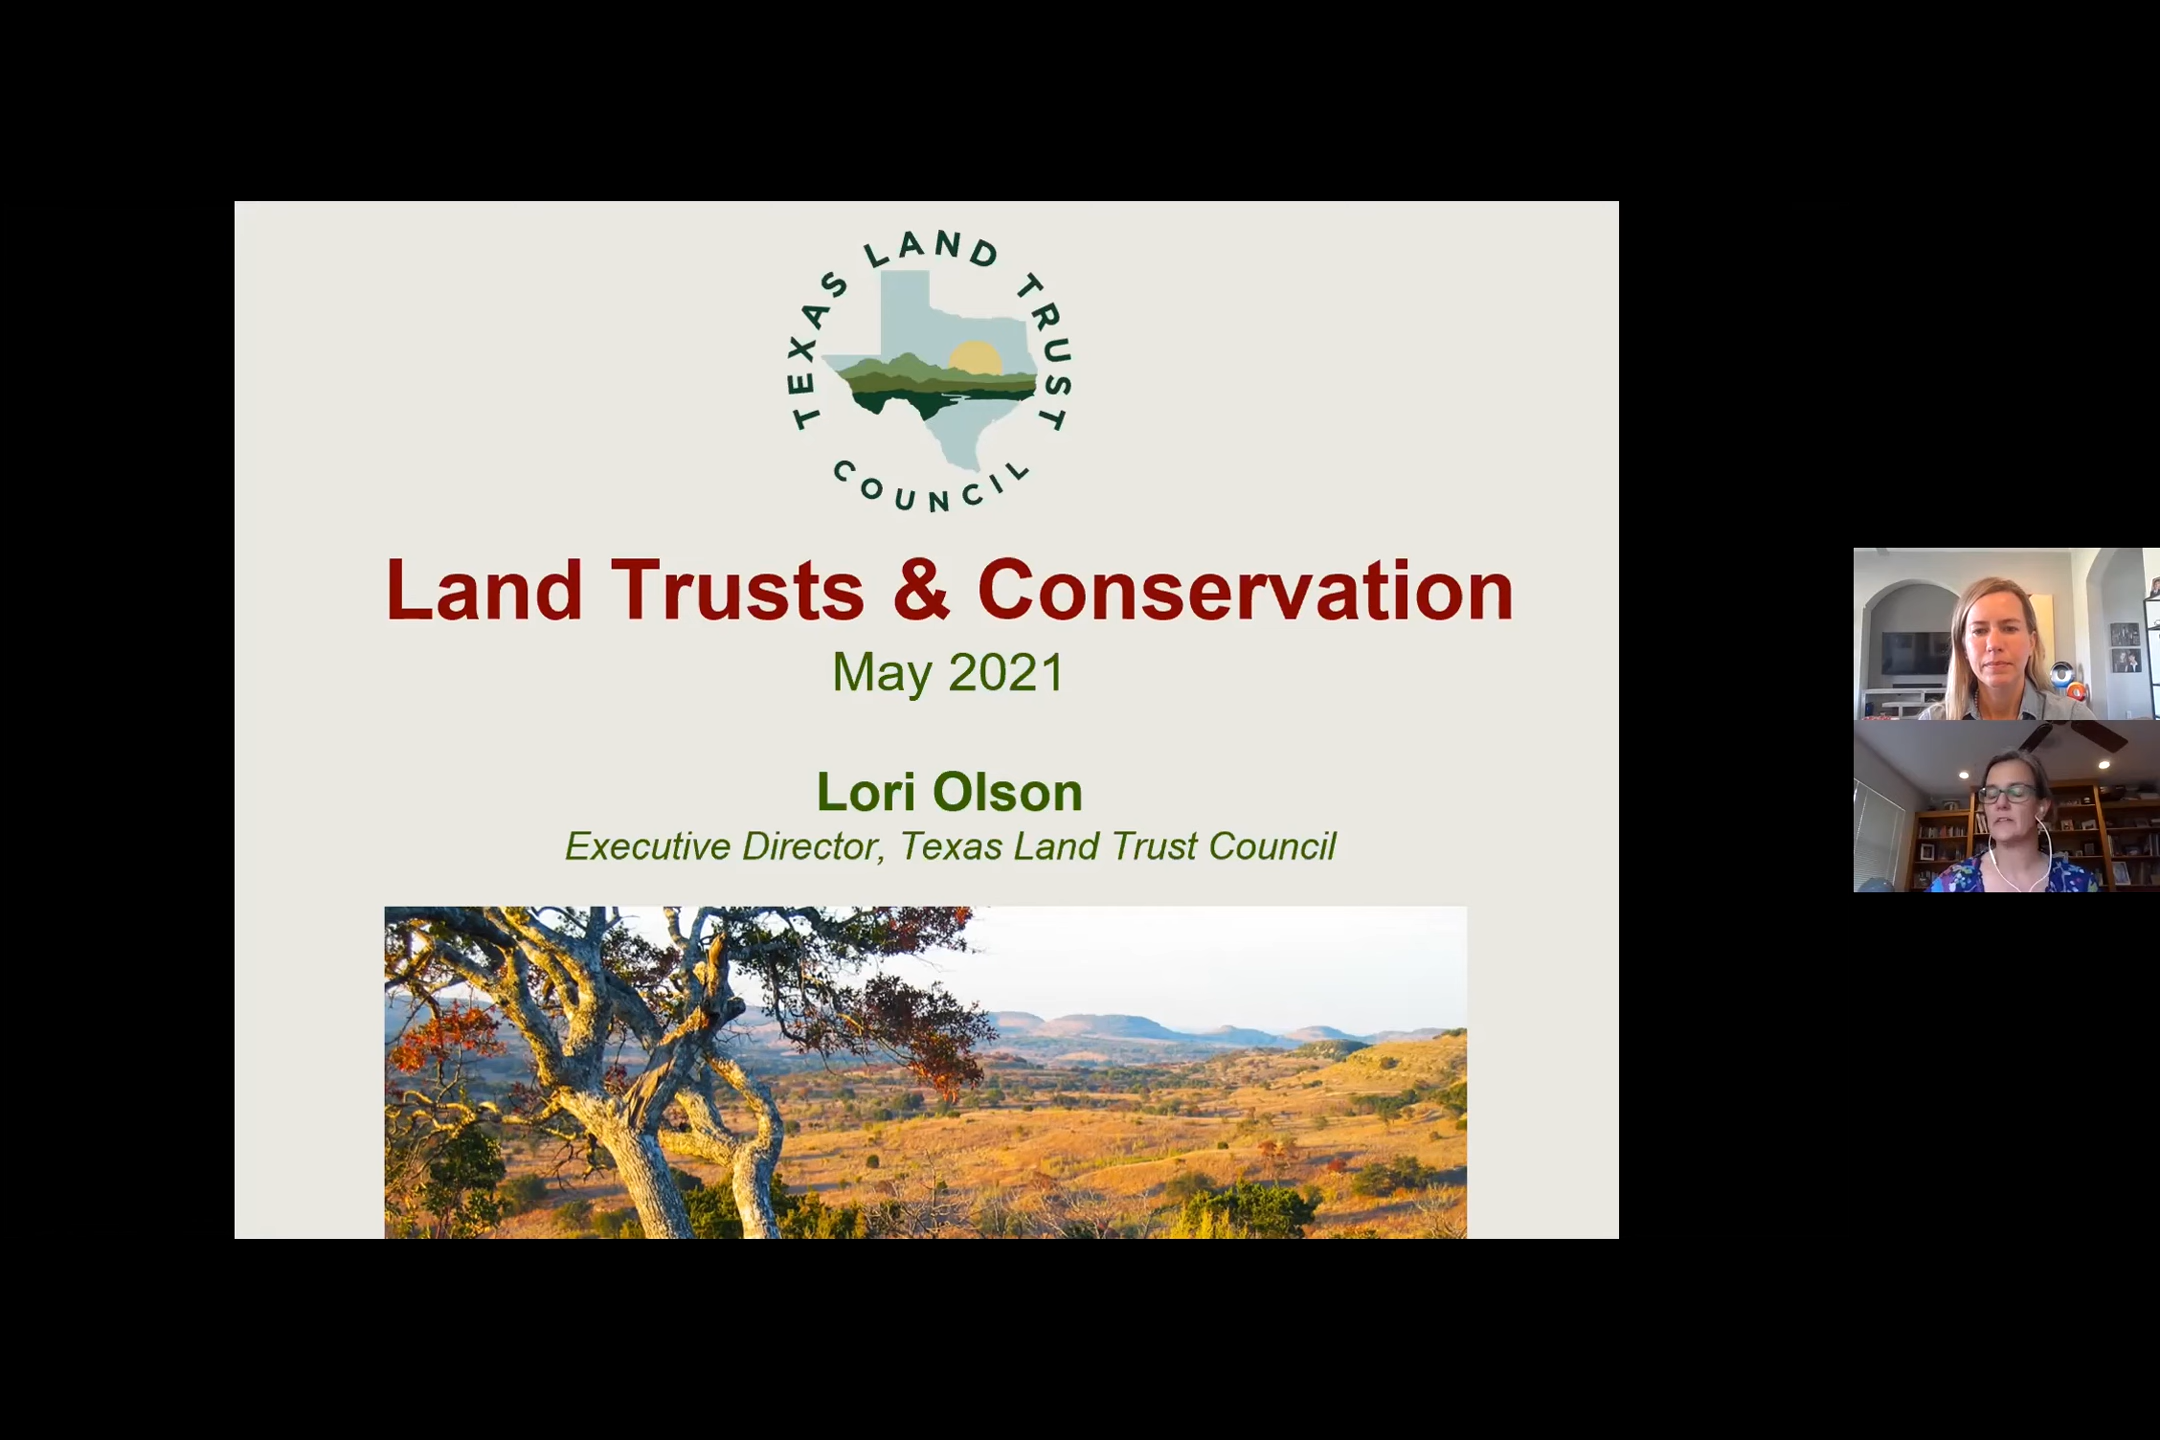 TEXAS LAND TRUST
COUNCIL
Land Trusts & Conservation
May 2021
Lori Olson
Executive Director, Texas Land Trust Council